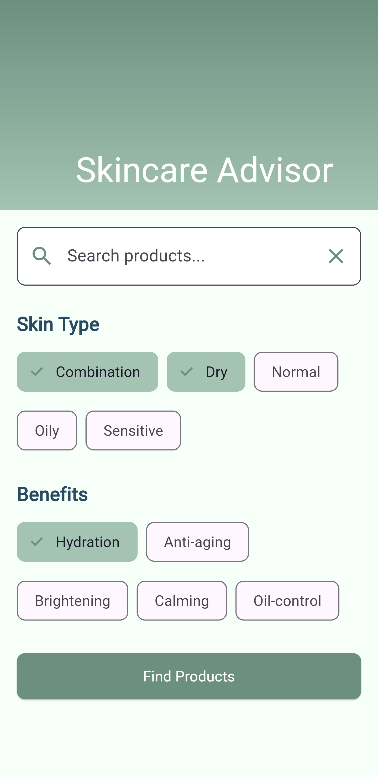 Skincare Advisor
Search products...
Skin Type
Combination Dry Normal
Oily Sensitive
Benefits
Hydration Anti-aging
Brightening Calming Oil-control
Find Products